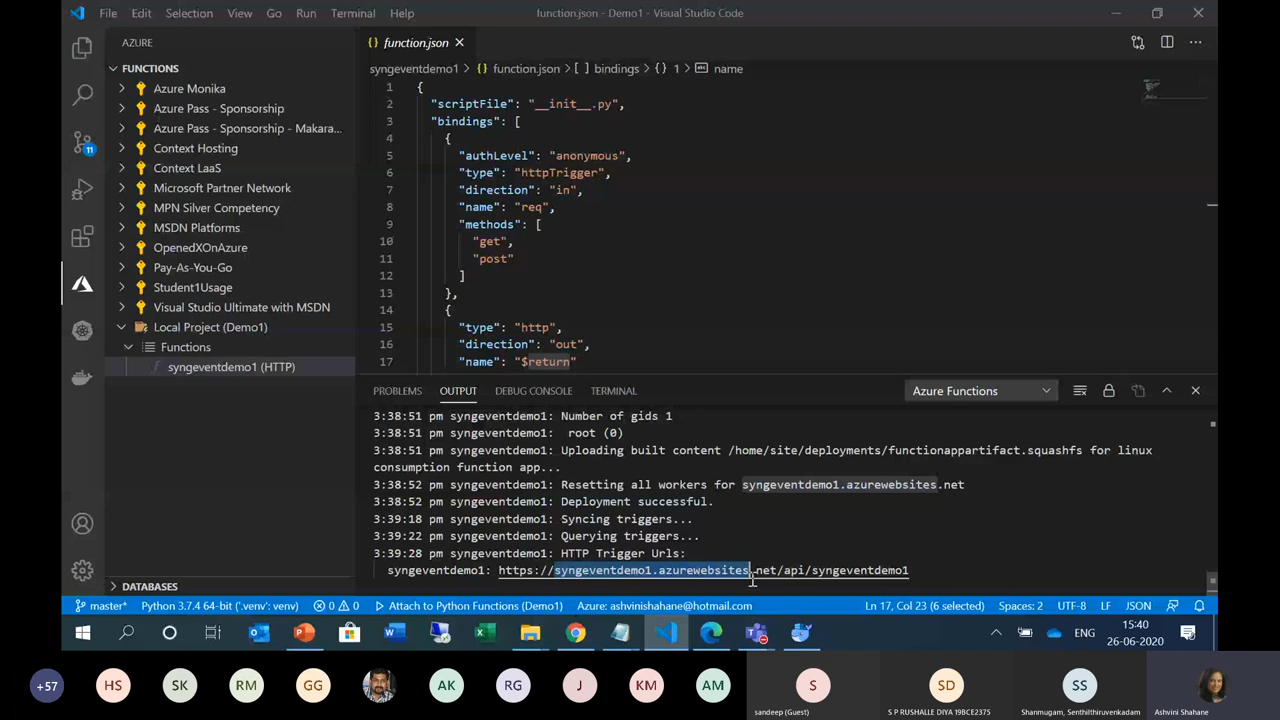 File Edit Selection View Go Run Terminal Help
function.json - Demo1 - Visual Studio Code
AZURE
FUNCTIONS
Azure Monika
Azure Pass - Sponsorship
Azure Pass - Sponsorship - Makara...
Context Hosting
Context LaaS
Microsoft Partner Network
MPN Silver Competency
MSDN Platforms
OpenedXOnAzure
Pay-As-You-Go
Student1Usage
Visual Studio Ultimate with MSDN
Local Project (Demo1)
Functions
syngeventdemo1 (HTTP)
DATABASES
11
{} function.json
syngeventdemo1 > {} function.json > [ ] bindings > {} 1 > name
1 {
2 "scriptFile": "__init__.py",
3 "bindings": [
4 {
5 "authLevel": "anonymous",
6 "type": "httpTrigger",
7 "direction": "in",
8 "name": "req",
9 "methods": [
10 "get",
11 "post"
12 ]
13 },
14 {
15 "type": "http",
16 "direction": "out",
17 "name": "$return"
PROBLEMS OUTPUT DEBUG CONSOLE TERMINAL
Azure Functions
3:38:51 pm syngeventdemo1: Number of gids 1
3:38:51 pm syngeventdemo1: root (0)
3:38:51 pm syngeventdemo1: Uploading built content /home/site/deployments/functionappartifact.squashfs for linux
consumption function app...
3:38:52 pm syngeventdemo1: Resetting all workers for syngeventdemo1.azurewebsites.net
3:38:52 pm syngeventdemo1: Deployment successful.
3:39:18 pm syngeventdemo1: Syncing triggers...
3:39:22 pm syngeventdemo1: Querying triggers...
3:39:28 pm syngeventdemo1: HTTP Trigger Urls:
syngeventdemo1: https://syngeventdemo1.azurewebsites.net/api/syngeventdemo1
master* Python 3.7.4 64-bit ('.venv': venv) 0 0 Attach to Python Functions (Demo1) Azure: ashvinishahane@hotmail.com Ln 17, Col 23 (6 selected) Spaces: 2 UTF-8 LF JSON
ENG
15:40
26-06-2020
+57 HS SK RM GG AK RG J KM AM S SD SS
sandeep (Guest)
S P RUSHALLE DIYA 19BCE2375
Shanmugam, Senthilthiruvenkadam
Ashvini Shahane